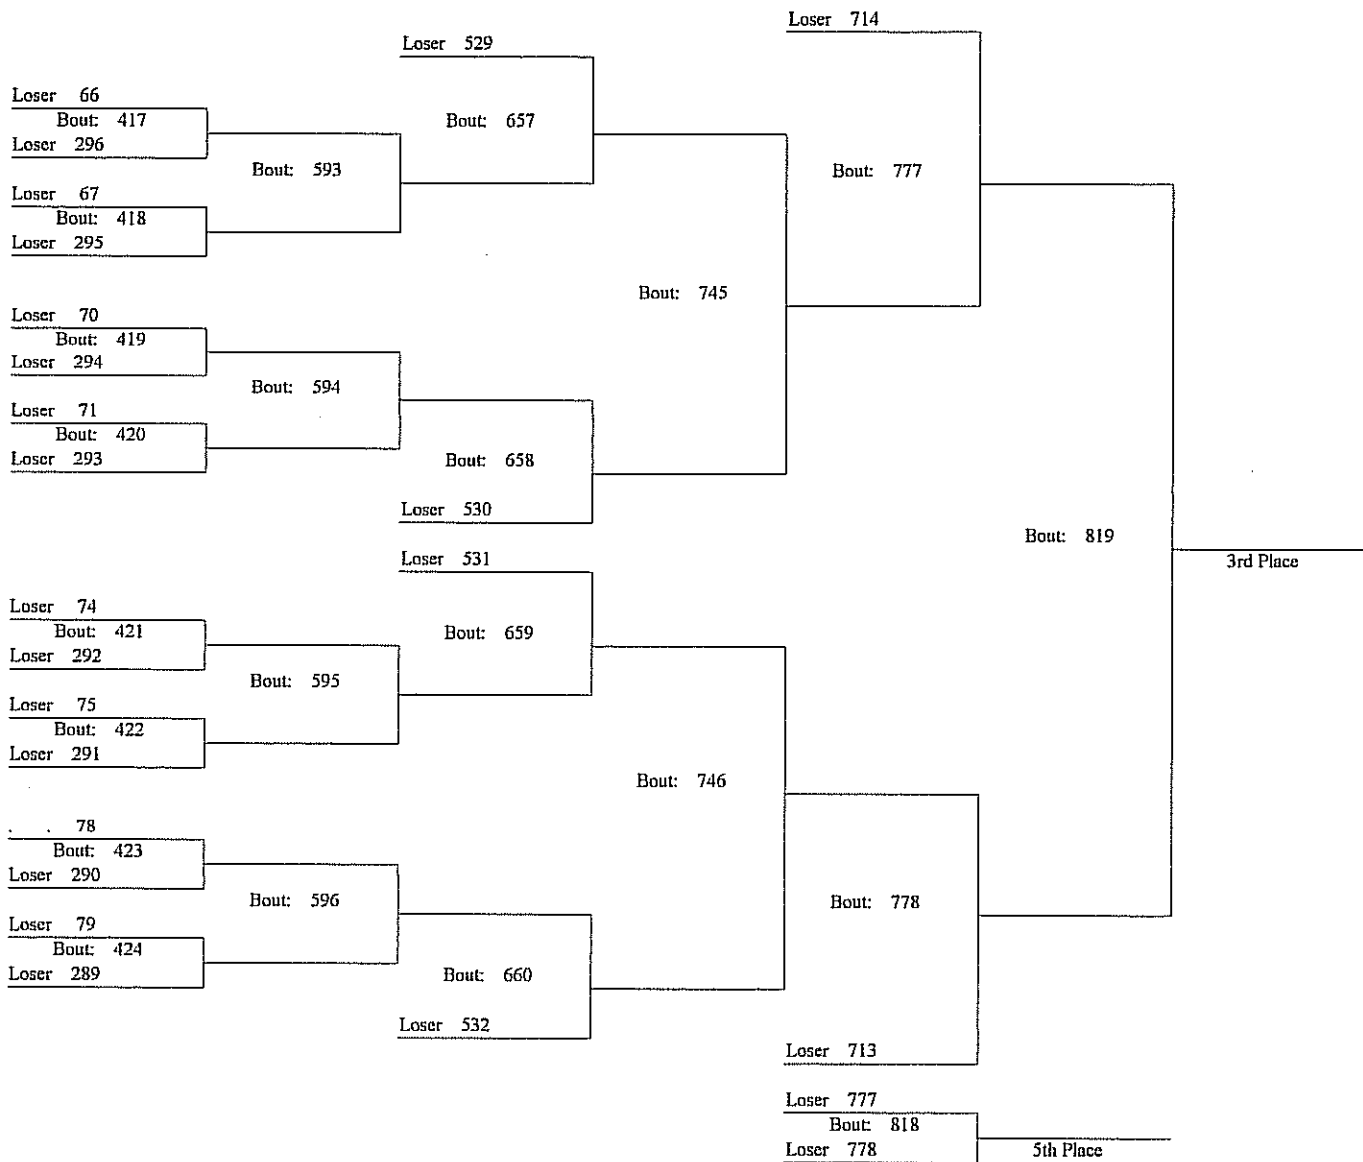 Loser 714
Loser 529
Loser 66
Bout: 417
Loser 296
Bout: 657
Bout: 593
Bout: 777
Loser 67
Bout: 418
Loser 295
Bout: 745
Loser 70
Bout: 419
Loser 294
Bout: 594
Loser 71
Bout: 420
Loser 293
Bout: 658
Loser 530
Bout: 819
3rd Place
Loser 531
Loser 74
Bout: 421
Loser 292
Bout: 659
Bout: 595
Loser 75
Bout: 422
Loser 291
Bout: 746
78
Bout: 423
Loser 290
Bout: 596
Bout: 778
Loser 79
Bout: 424
Loser 289
Bout: 660
Loser 532
Loser 713
Loser 777
Bout: 818
Loser 778
5th Place